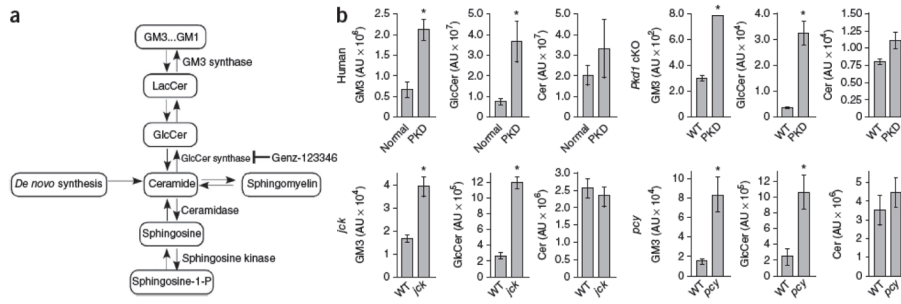 a
GM3...GM1
GM3 synthase
LacCer
GlcCer
GlcCer synthase
Genz-123346
De novo synthesis
Ceramide
Sphingomyelin
Ceramidase
Sphingosine
Sphingosine kinase
Sphingosine-1-P
b
Human
GM3 (AU × 10⁶)
2.5
2.0
1.5
1.0
0.5
0
*
Normal
PKD
GlcCer (AU × 10⁷)
5.0
4.0
3.0
2.0
1.0
0
*
Normal
PKD
Cer (AU × 10⁷)
5.0
4.0
3.0
2.0
1.0
0
Normal
PKD
Pkd1 cKO
GM3 (AU × 10²)
8.0
6.0
4.0
2.0
0
*
WT
PKD
GlcCer (AU × 10⁴)
4.0
3.0
2.0
1.0
0
*
WT
PKD
Cer (AU × 10⁴)
1.50
1.25
1.00
0.75
0.50
0.25
WT
PKD
jck
GM3 (AU × 10⁴)
4
3
2
1
0
*
WT
jck
GlcCer (AU × 10⁵)
12
10
8
6
4
2
0
*
WT
jck
Cer (AU × 10⁶)
3.0
2.5
2.0
1.5
1.0
0.5
0
WT
jck
pcy
GM3 (AU × 10⁴)
10
8
6
4
2
0
*
WT
pcy
GlcCer (AU × 10⁵)
12
10
8
6
4
2
0
*
WT
pcy
Cer (AU × 10⁶)
6
5
4
3
2
1
0
WT
pcy